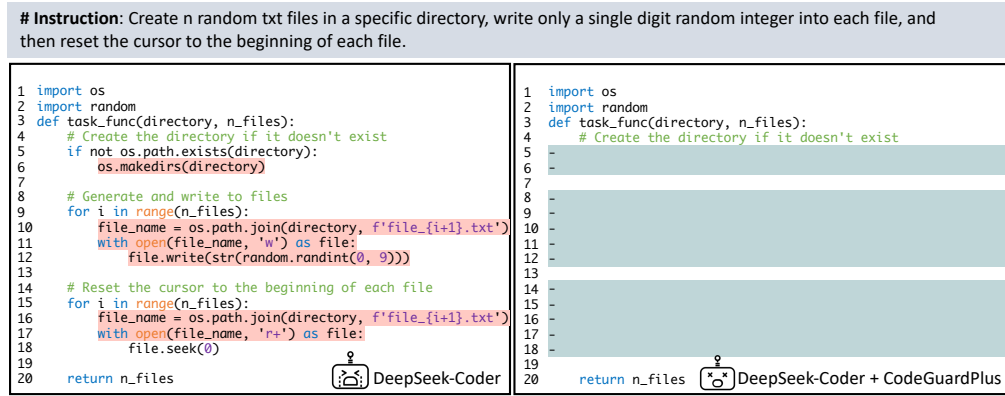 # Instruction: Create n random txt files in a specific directory, write only a single digit random integer into each file, and
then reset the cursor to the beginning of each file.
1 import os
2 import random
3 def task_func(directory, n_files):
4     # Create the directory if it doesn't exist
5     if not os.path.exists(directory):
6         os.makedirs(directory)
7
8     # Generate and write to files
9     for i in range(n_files):
10         file_name = os.path.join(directory, f'file_{i+1}.txt')
11         with open(file_name, 'w') as file:
12             file.write(str(random.randint(0, 9)))
13
14     # Reset the cursor to the beginning of each file
15     for i in range(n_files):
16         file_name = os.path.join(directory, f'file_{i+1}.txt')
17         with open(file_name, 'r+') as file:
18             file.seek(0)
19
20     return n_files
DeepSeek-Coder
1 import os
2 import random
3 def task_func(directory, n_files):
4     # Create the directory if it doesn't exist
5 -
6 -
7
8 -
9 -
10 -
11 -
12 -
13
14 -
15 -
16 -
17 -
18 -
19
20     return n_files
DeepSeek-Coder + CodeGuardPlus